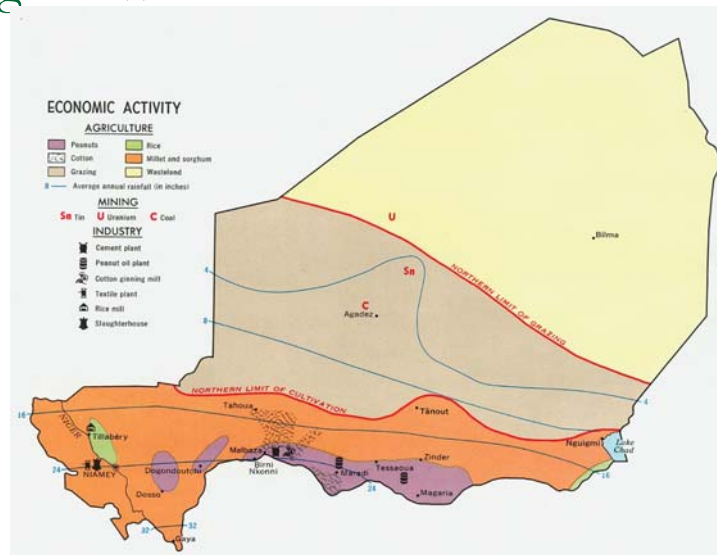 g
ECONOMIC ACTIVITY
AGRICULTURE
Peanuts
Rice
Cotton
Millet and sorghum
Grazing
Wasteland
8 Average annual rainfall (in inches)
MINING
Sn Tin U Uranium C Coal
INDUSTRY
Cement plant
Peanut oil plant
Cotton ginning mill
Textile plant
Rice mill
Slaughterhouse
U
Bilma
4
Sn
NORTHERN LIMIT OF GRAZING
8
C
Agadez
NORTHERN LIMIT OF CULTIVATION
4
16
Tahoua
Tânout
8
NIGER
Tillabéry
Nguigmi
Lake
Chad
Malbaza
Zinder
24
NIAMEY
Dogondoutchi
Birni
Nkonni
Maradi
Tessaoua
16
Dosso
24
Magaria
32
32
Gaya